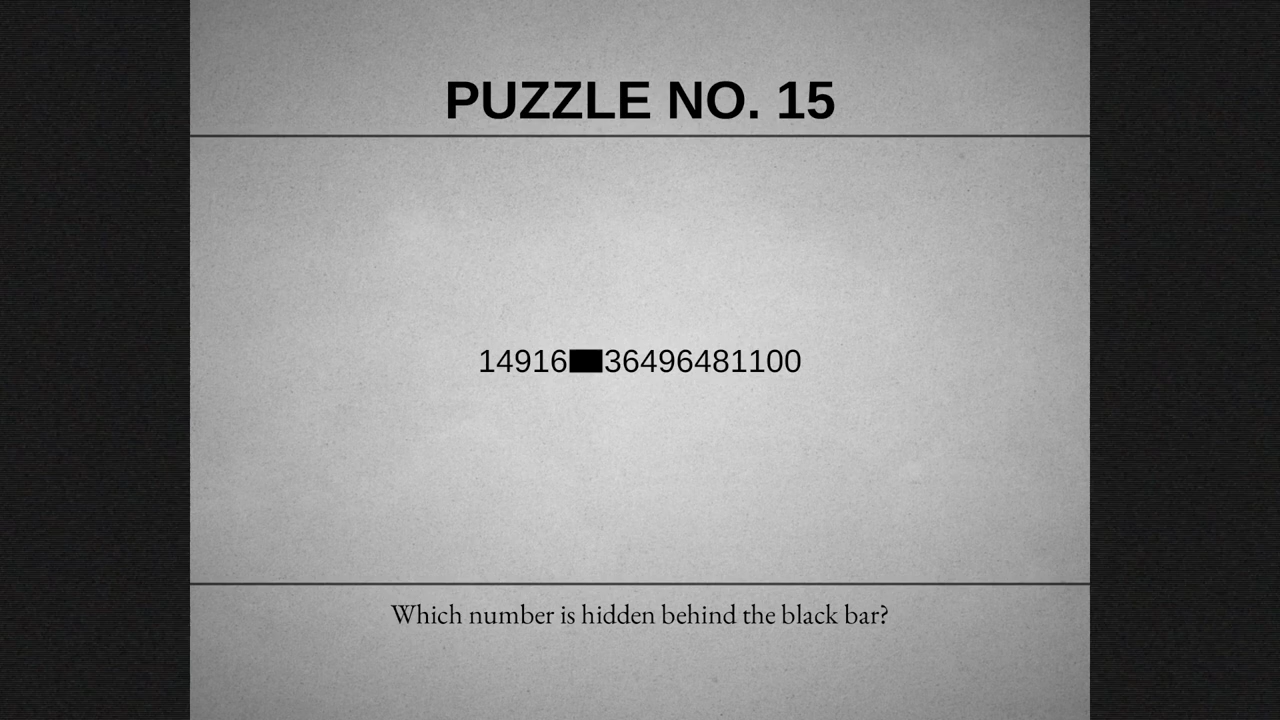 PUZZLE NO. 15
14916██36496481100
Which number is hidden behind the black bar?